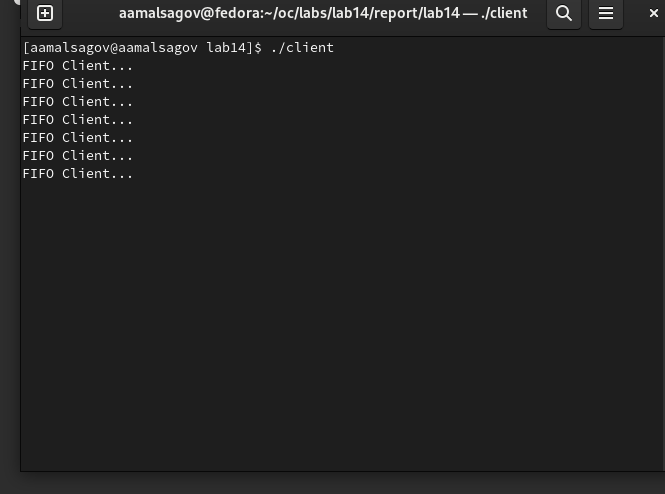 aamalsagov@fedora:~/oc/labs/lab14/report/lab14 — ./client
[aamalsagov@aamalsagov lab14]$ ./client
FIFO Client...
FIFO Client...
FIFO Client...
FIFO Client...
FIFO Client...
FIFO Client...
FIFO Client...